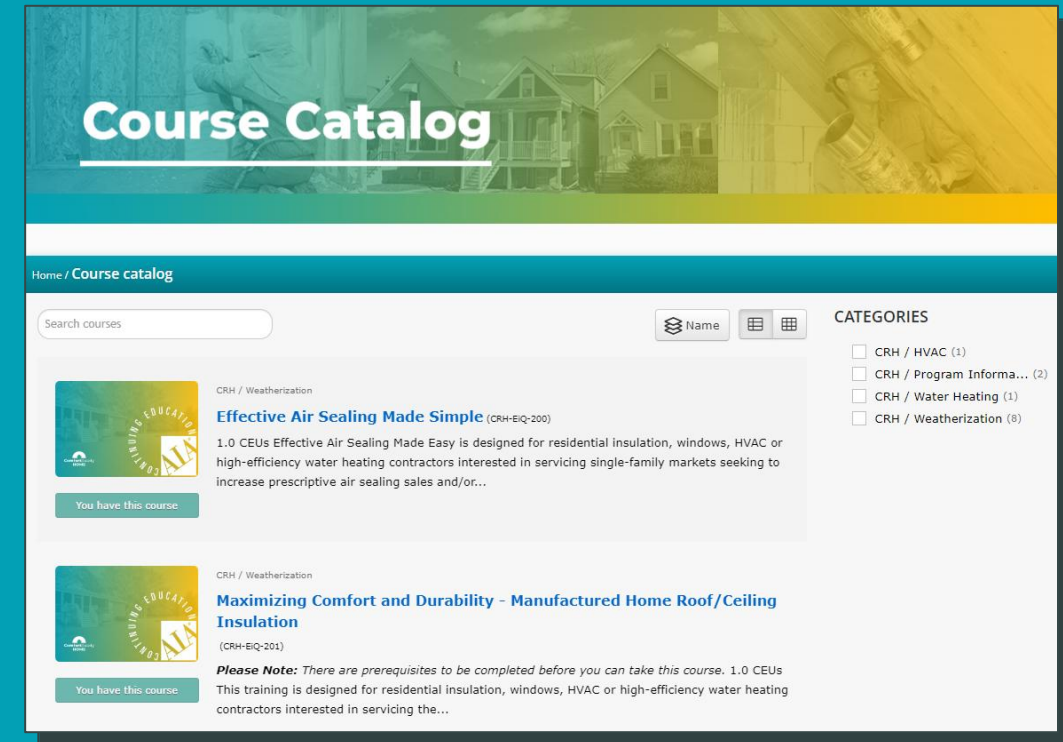 Course Catalog
Home / Course catalog
Search courses
Name
CATEGORIES
CRH / HVAC (1)
CRH / Program Informa... (2)
CRH / Water Heating (1)
CRH / Weatherization (8)
CONTINUING EDUCATION
AIA
CRH / Weatherization
Effective Air Sealing Made Simple (CRH-EiQ-200)
1.0 CEUs Effective Air Sealing Made Easy is designed for residential insulation, windows, HVAC or
high-efficiency water heating contractors interested in servicing single-family markets seeking to
increase prescriptive air sealing sales and/or...
You have this course
CONTINUING EDUCATION
AIA
CRH / Weatherization
Maximizing Comfort and Durability - Manufactured Home Roof/Ceiling
Insulation
(CRH-EiQ-201)
Please Note: There are prerequisites to be completed before you can take this course. 1.0 CEUs
This training is designed for residential insulation, windows, HVAC or high-efficiency water heating
contractors interested in servicing the...
You have this course